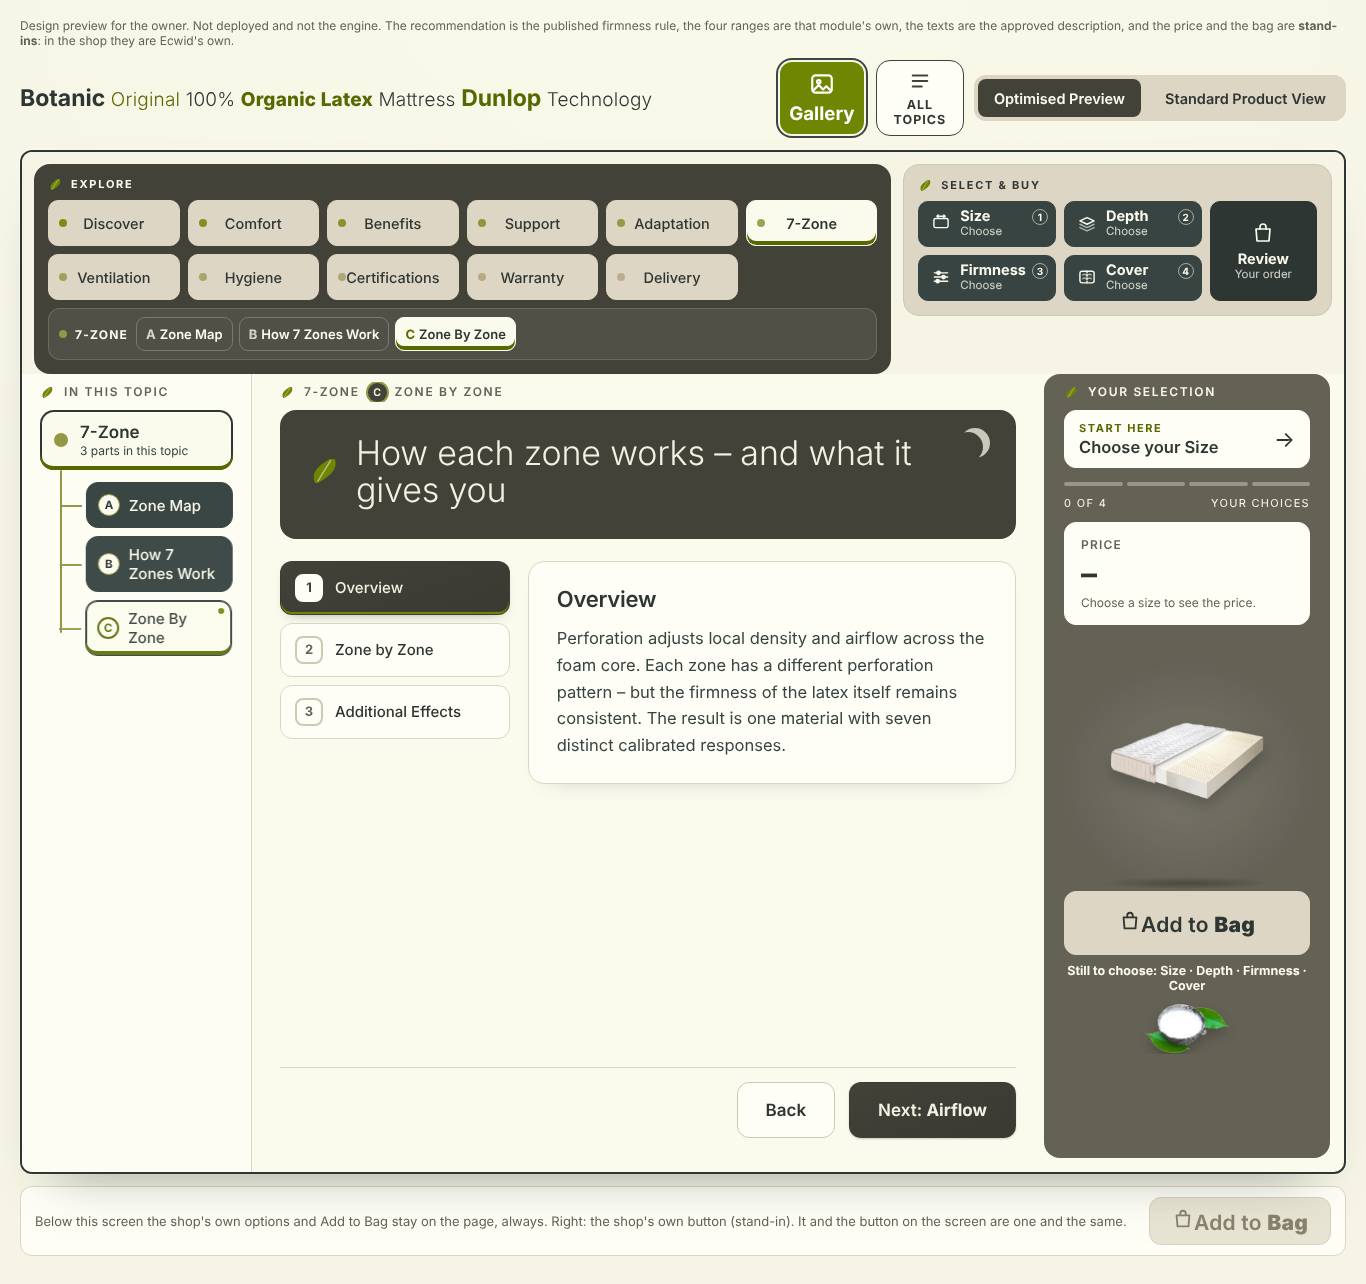 Design preview for the owner. Not deployed and not the engine. The recommendation is the published firmness rule, the four ranges are that module's own, the texts are the approved description, and the price and the bag are stand-
ins: in the shop they are Ecwid's own.
Botanic Original 100% Organic Latex Mattress Dunlop Technology
Gallery
ALL
TOPICS
Optimised Preview
Standard Product View
EXPLORE
Discover
Comfort
Benefits
Support
Adaptation
7-Zone
Ventilation
Hygiene
Certifications
Warranty
Delivery
7-ZONE
A Zone Map
B How 7 Zones Work
C Zone By Zone
SELECT & BUY
Size 1
Choose
Depth 2
Choose
Firmness 3
Choose
Cover 4
Choose
Review
Your order
IN THIS TOPIC
7-Zone
3 parts in this topic
A Zone Map
B How 7
Zones Work
C Zone By
Zone
7-ZONE C ZONE BY ZONE
How each zone works – and what it
gives you
1 Overview
2 Zone by Zone
3 Additional Effects
Overview
Perforation adjusts local density and airflow across the
foam core. Each zone has a different perforation
pattern – but the firmness of the latex itself remains
consistent. The result is one material with seven
distinct calibrated responses.
Back
Next: Airflow
YOUR SELECTION
START HERE
Choose your Size
0 OF 4
YOUR CHOICES
PRICE
–
Choose a size to see the price.
Add to Bag
Still to choose: Size · Depth · Firmness ·
Cover
Below this screen the shop's own options and Add to Bag stay on the page, always. Right: the shop's own button (stand-in). It and the button on the screen are one and the same.
Add to Bag